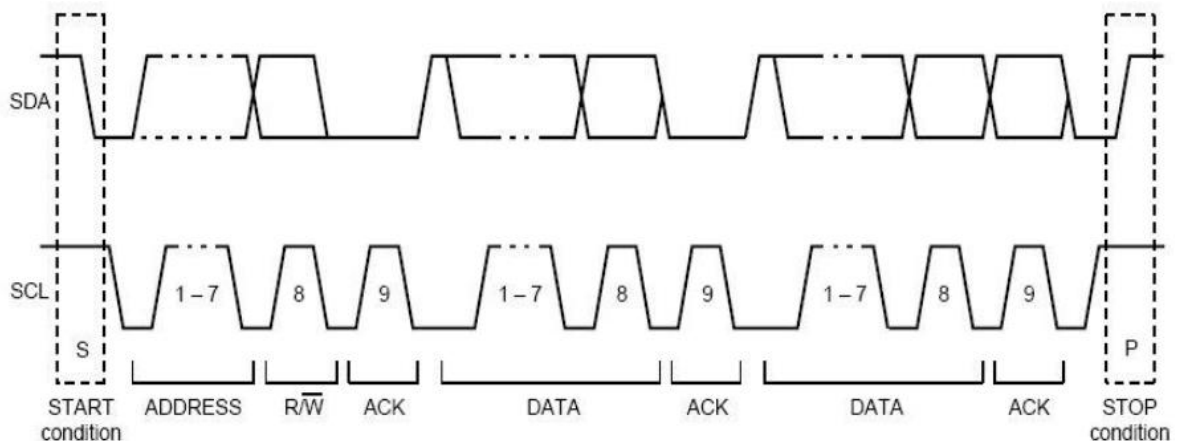 SDA
SCL
1 – 7
8
9
1 – 7
8
9
1 – 7
8
9
S
P
START
condition
ADDRESS
R/W̅
ACK
DATA
ACK
DATA
ACK
STOP
condition